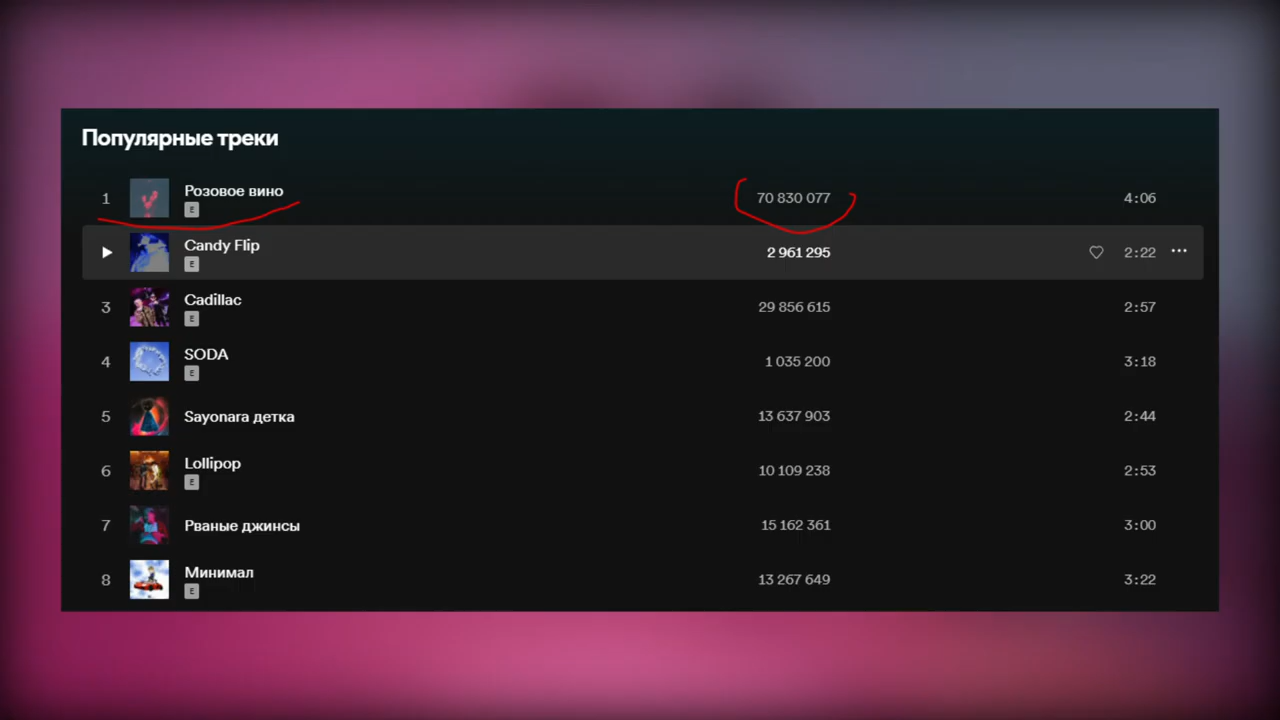 Популярные треки
1 Розовое вино 70 830 077 4:06
E
Candy Flip 2 961 295 2:22
E
3 Cadillac 29 856 615 2:57
E
4 SODA 1 035 200 3:18
E
5 Sayonara детка 13 637 903 2:44
6 Lollipop 10 109 238 2:53
E
7 Рваные джинсы 15 162 361 3:00
8 Минимал 13 267 649 3:22
E